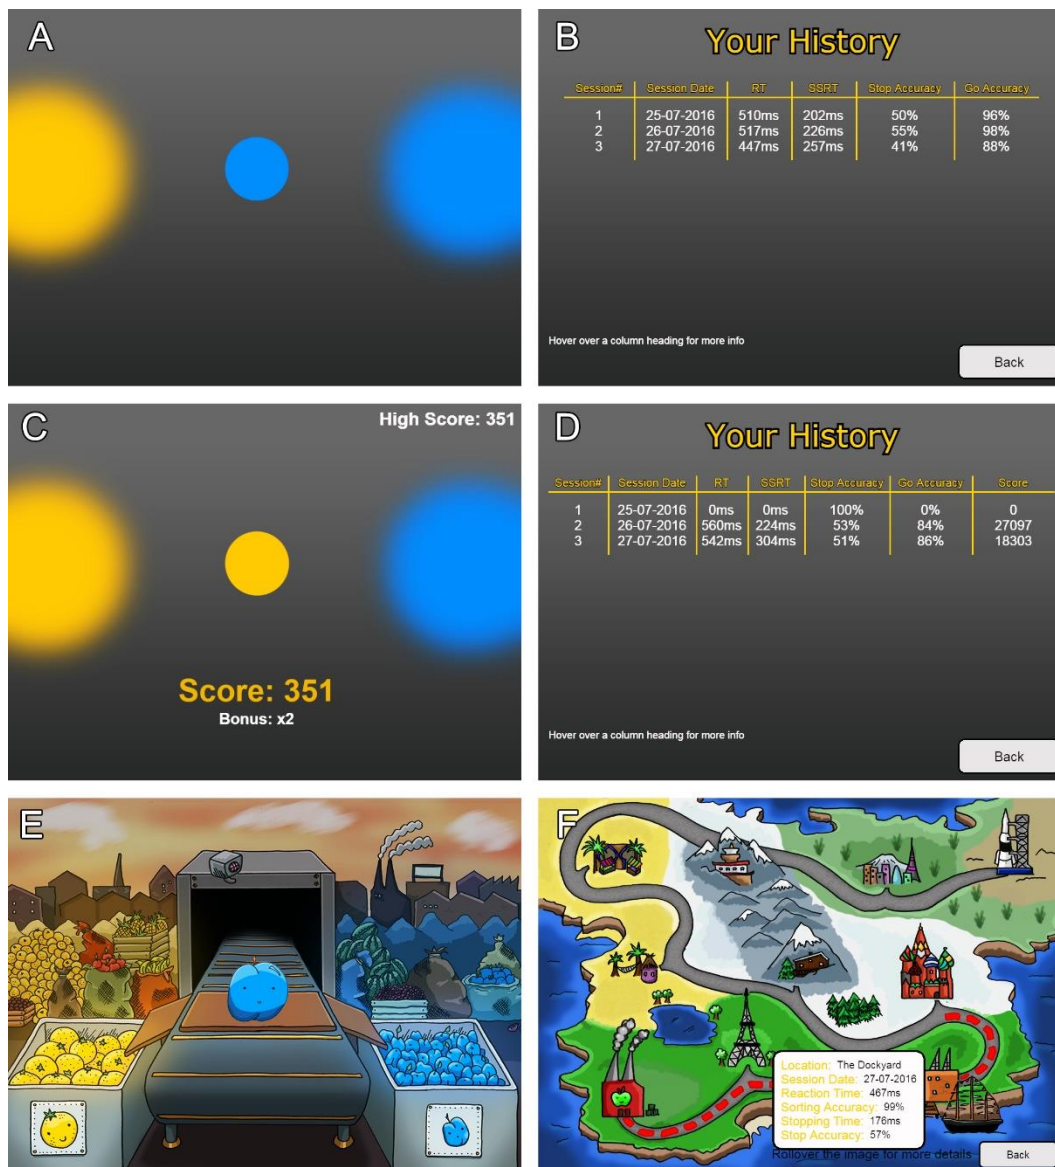 A
B
Your History
Session# Session Date RT SSRT Stop Accuracy Go Accuracy
1 25-07-2016 510ms 202ms 50% 96%
2 26-07-2016 517ms 226ms 55% 98%
3 27-07-2016 447ms 257ms 41% 88%
Hover over a column heading for more info
Back
C
High Score: 351
Score: 351
Bonus: x2
D
Your History
Session# Session Date RT SSRT Stop Accuracy Go Accuracy Score
1 25-07-2016 0ms 0ms 100% 0% 0
2 26-07-2016 560ms 224ms 53% 84% 27097
3 27-07-2016 542ms 304ms 51% 86% 18303
Hover over a column heading for more info
Back
E
F
Location: The Dockyard
Session Date: 27-07-2016
Reaction Time: 467ms
Sorting Accuracy: 99%
Stopping Time: 176ms
Stop Accuracy: 57%
Rollover the image for more details
Back